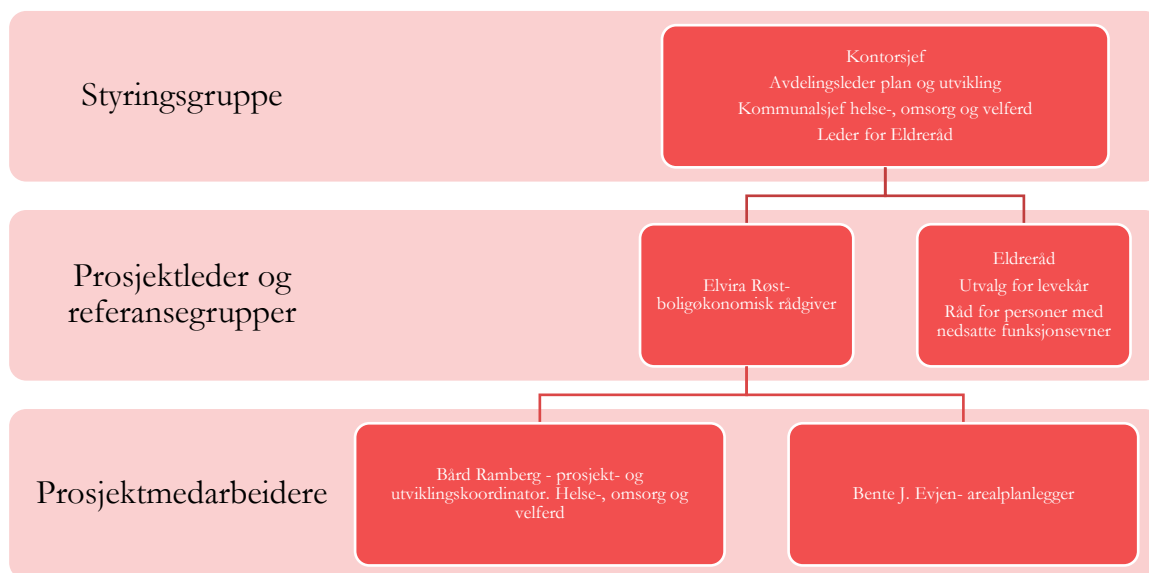 Styringsgruppe
Kontorsjef
Avdelingsleder plan og utvikling
Kommunalsjef helse-, omsorg og velferd
Leder for Eldreråd
Prosjektleder og
referansegrupper
Elvira Røst-
boligøkonomisk rådgiver
Eldreråd
Utvalg for levekår
Råd for personer med
nedsatte funksjonsevner
Prosjektmedarbeidere
Bård Ramberg - prosjekt- og
utviklingskoordinator. Helse-, omsorg og
velferd
Bente J. Evjen- arealplanlegger